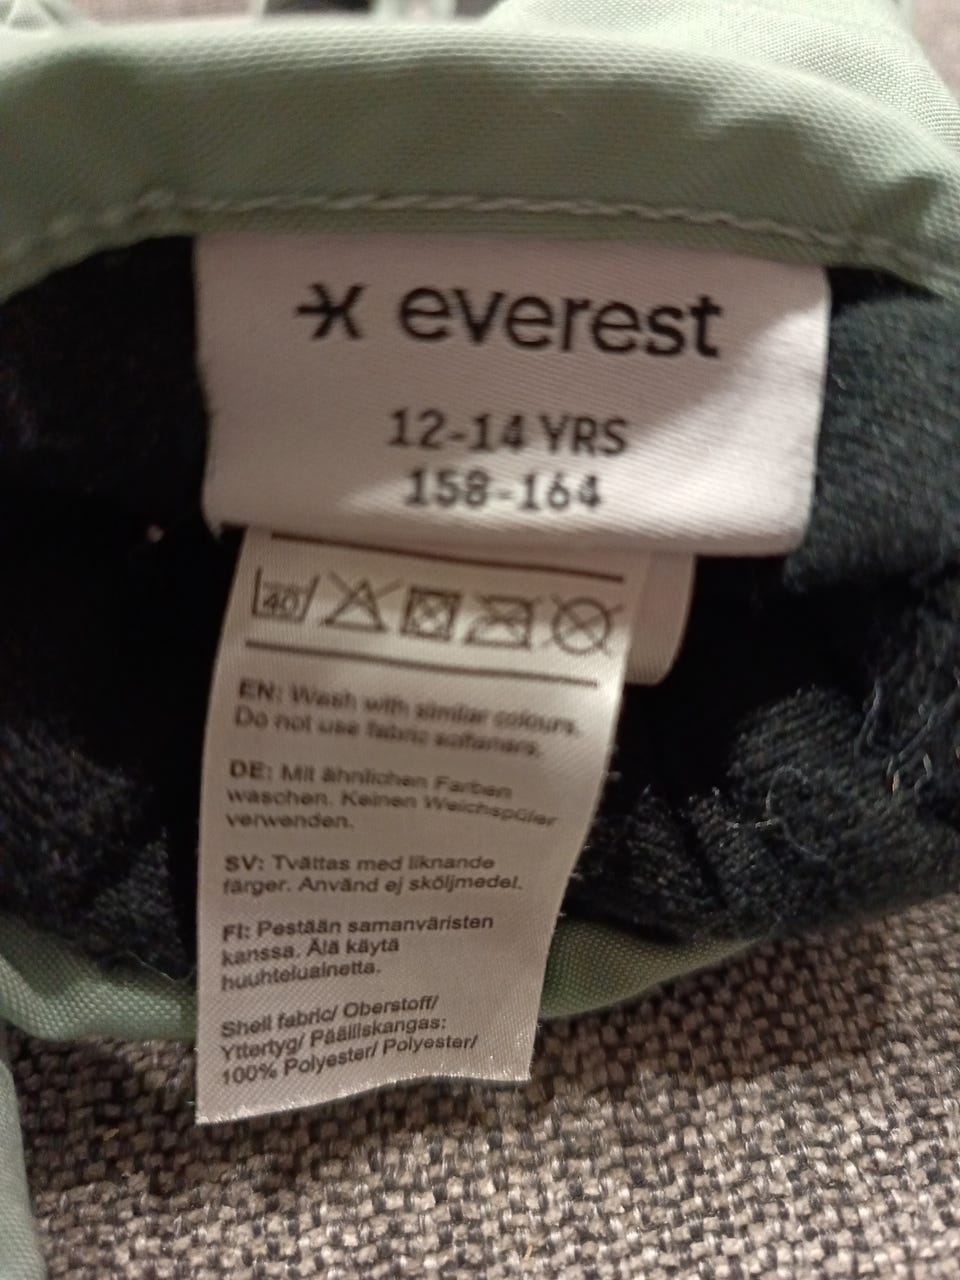 everest
12-14 YRS
158-164
40
EN: Wash with similar colours.
Do not use fabric softeners.
DE: Mit ähnlichen Farben
waschen. Keinen Weichspüler
verwenden.
SV: Tvättas med liknande
färger. Använd ej sköljmedel.
FI: Pestään samanväristen
kanssa. Älä käytä
huuhteluainetta.
Shell fabric/ Oberstoff/
Yttertyg/ Päälliskangas:
100% Polyester/ Polyester/